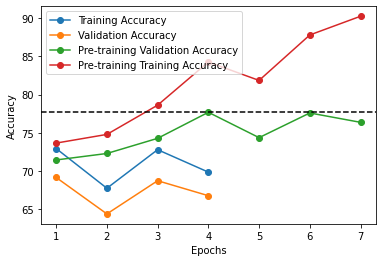 Training Accuracy
Validation Accuracy
Pre-training Validation Accuracy
Pre-training Training Accuracy
90
85
80
75
70
65
Accuracy
1 2 3 4 5 6 7
Epochs